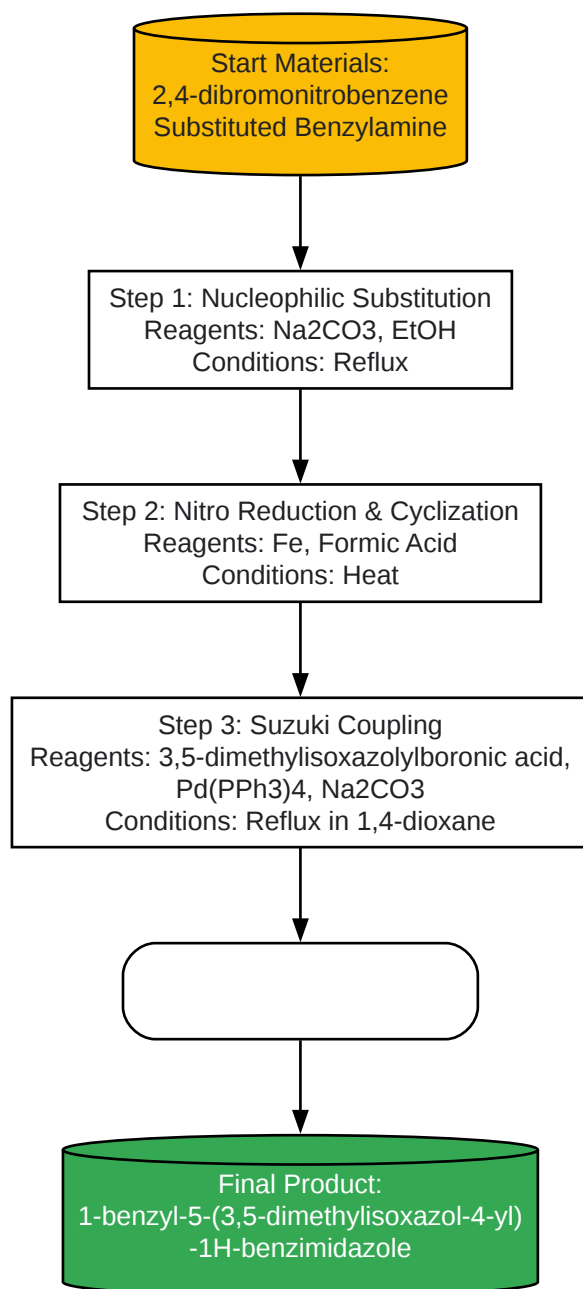 Start Materials:
2,4-dibromonitrobenzene
Substituted Benzylamine
Step 1: Nucleophilic Substitution
Reagents: Na2CO3, EtOH
Conditions: Reflux
Step 2: Nitro Reduction & Cyclization
Reagents: Fe, Formic Acid
Conditions: Heat
Step 3: Suzuki Coupling
Reagents: 3,5-dimethylisoxazolylboronic acid,
Pd(PPh3)4, Na2CO3
Conditions: Reflux in 1,4-dioxane
Final Product:
1-benzyl-5-(3,5-dimethylisoxazol-4-yl)
-1H-benzimidazole